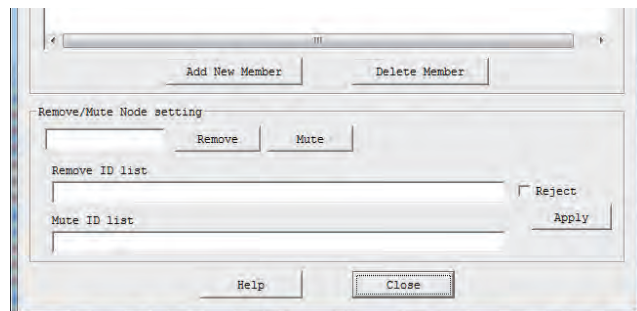 Add New Member Delete Member
Remove/Mute Node setting
Remove Mute
Remove ID list
Reject
Mute ID list
Apply
Help Close